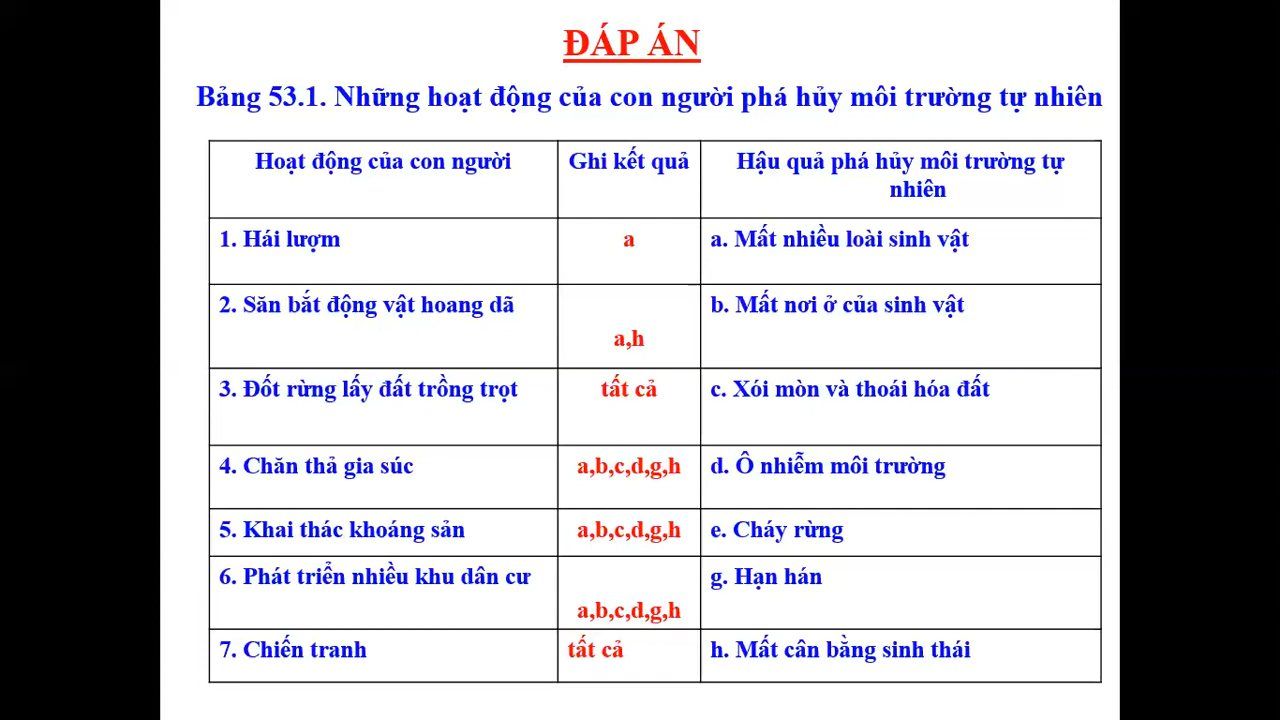 ĐÁP ÁN
Bảng 53.1. Những hoạt động của con người phá hủy môi trường tự nhiên
Hoạt động của con người
Ghi kết quả
Hậu quả phá hủy môi trường tự
nhiên
1. Hái lượm
a
a. Mất nhiều loài sinh vật
2. Săn bắt động vật hoang dã
a,h
b. Mất nơi ở của sinh vật
3. Đốt rừng lấy đất trồng trọt
tất cả
c. Xói mòn và thoái hóa đất
4. Chăn thả gia súc
a,b,c,d,g,h
d. Ô nhiễm môi trường
5. Khai thác khoáng sản
a,b,c,d,g,h
e. Cháy rừng
6. Phát triển nhiều khu dân cư
a,b,c,d,g,h
g. Hạn hán
7. Chiến tranh
tất cả
h. Mất cân bằng sinh thái